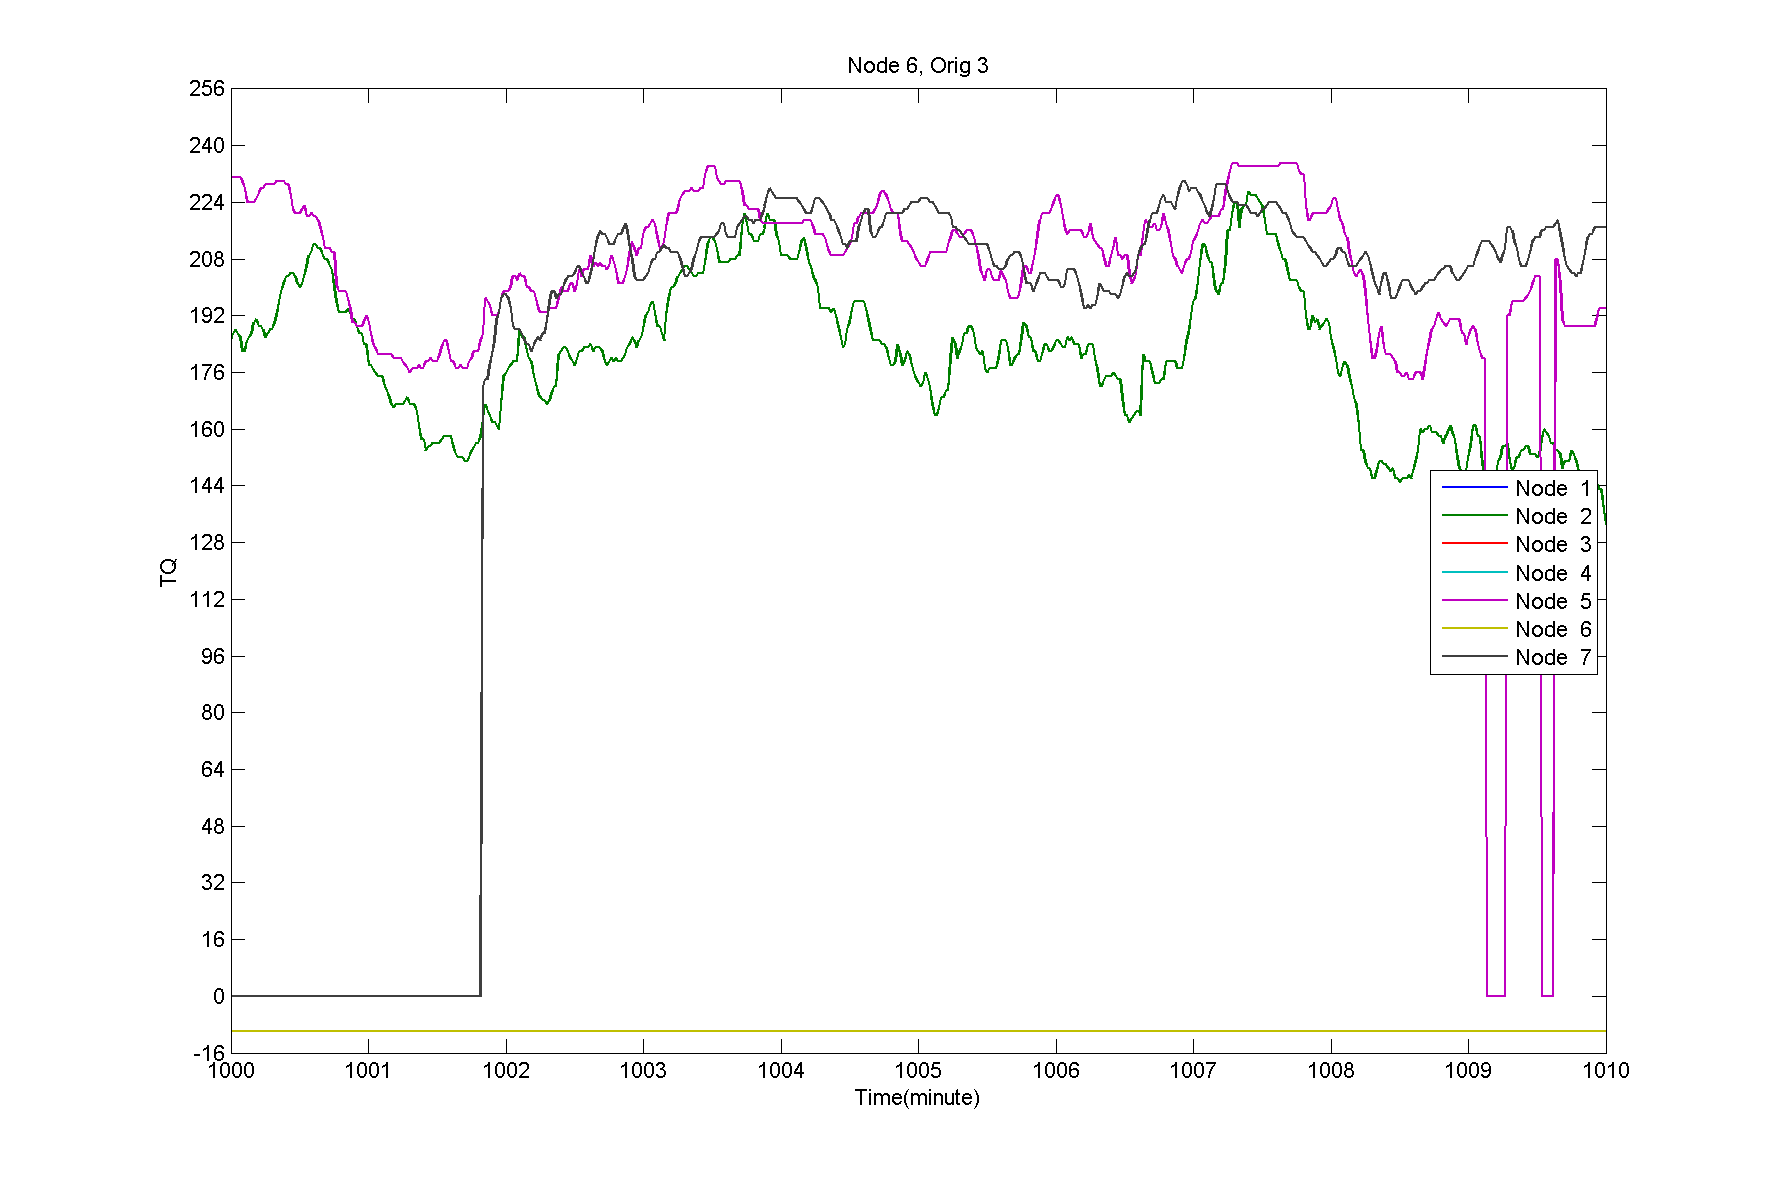 Node 6, Orig 3
256
240
224
208
192
176
160
144
128
112
96
80
64
48
32
16
0
-16
TQ
Node 1
Node 2
Node 3
Node 4
Node 5
Node 6
Node 7
1000 1001 1002 1003 1004 1005 1006 1007 1008 1009 1010
Time(minute)